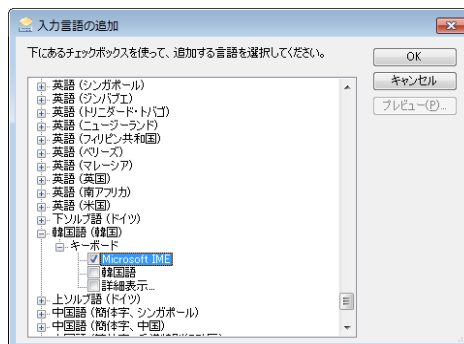 入力言語の追加
下にあるチェックボックスを使って、追加する言語を選択してください。
OK
キャンセル
プレビュー(P)...
英語 (シンガポール)
英語 (ジンバブエ)
英語 (トリニダード・トバゴ)
英語 (ニュージーランド)
英語 (フィリピン共和国)
英語 (ベリーズ)
英語 (マレーシア)
英語 (英国)
英語 (南アフリカ)
英語 (米国)
下ソルブ語 (ドイツ)
韓国語 (韓国)
キーボード
Microsoft IME
韓国語
詳細表示...
上ソルブ語 (ドイツ)
中国語 (簡体字、シンガポール)
中国語 (簡体字、中国)